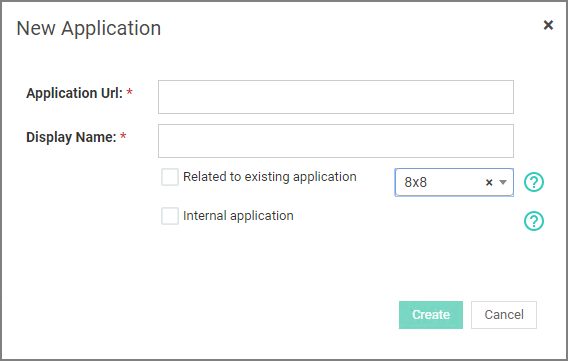 New Application ×
Application Url: *
Display Name: *
Related to existing application 8x8 × ?
Internal application ?
Create Cancel